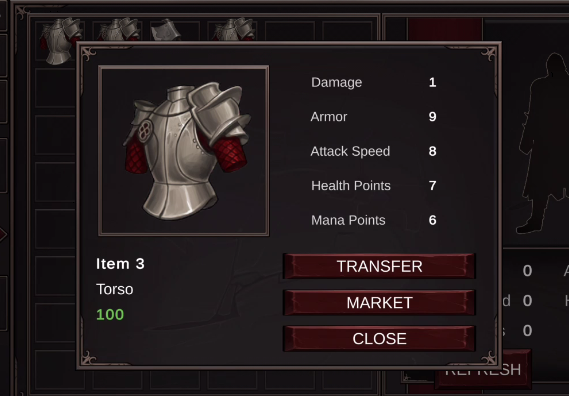 Damage 1
Armor 9
Attack Speed 8
Health Points 7
Mana Points 6
Item 3
Torso
100
TRANSFER
MARKET
CLOSE
0
d 0
0
REFRESH